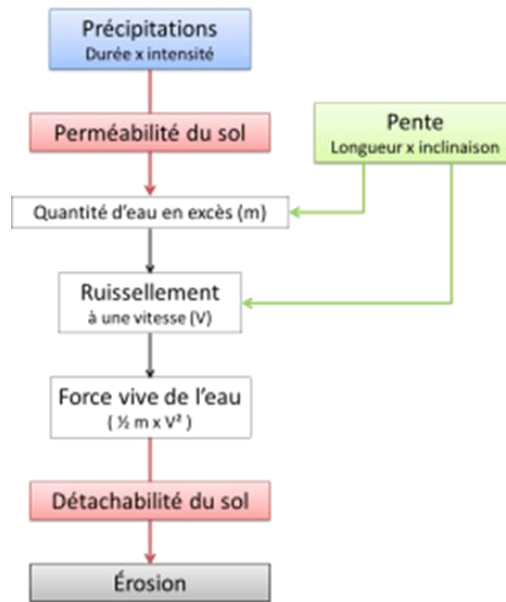 Précipitations
Durée x intensité
Perméabilité du sol
Pente
Longueur x inclinaison
Quantité d'eau en excès (m)
Ruissellement
à une vitesse (V)
Force vive de l'eau
( ½ m x V² )
Détachabilité du sol
Érosion